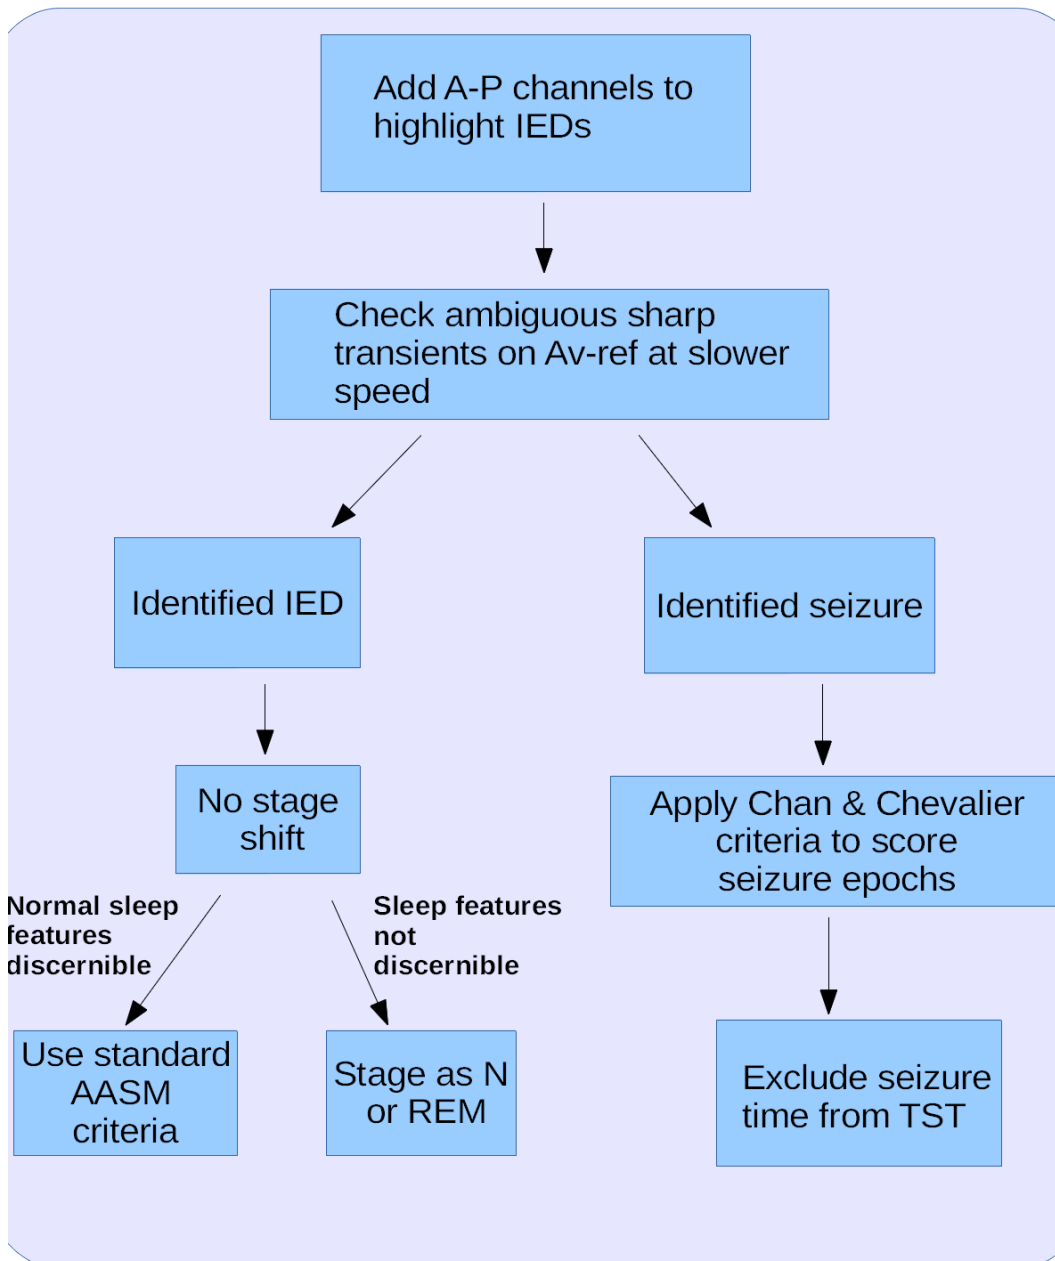 Add A-P channels to
highlight IEDs
Check ambiguous sharp
transients on Av-ref at slower
speed
Identified IED
Identified seizure
No stage
shift
Apply Chan & Chevalier
criteria to score
seizure epochs
Normal sleep
features
discernible
Sleep features
not
discernible
Use standard
AASM
criteria
Stage as N
or REM
Exclude seizure
time from TST